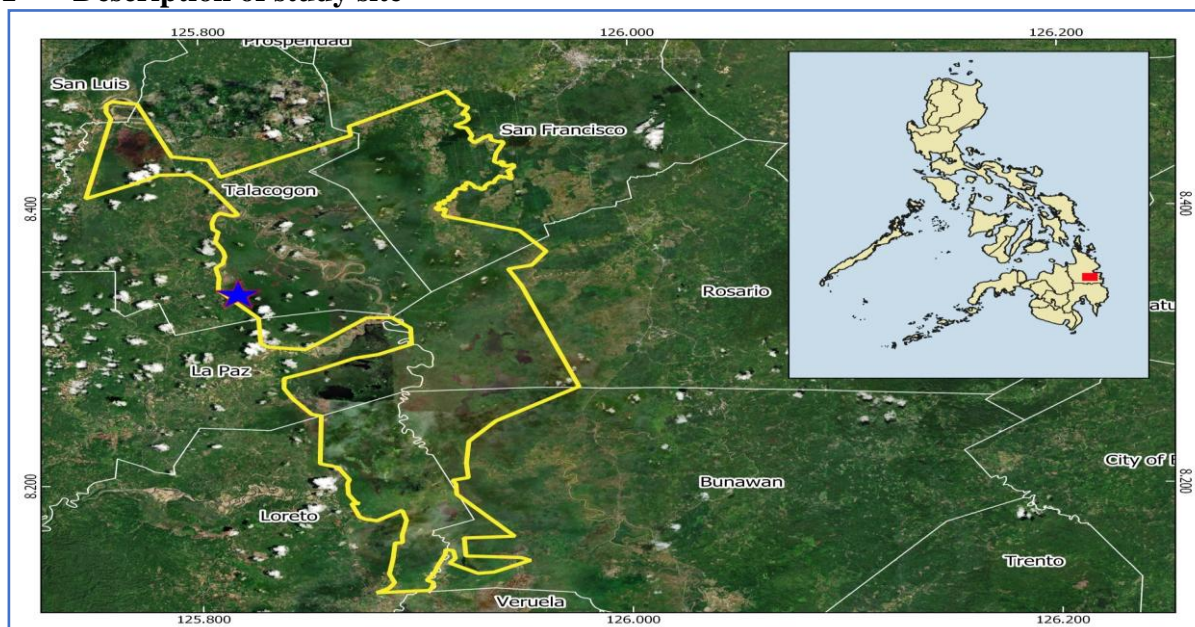 Description of study site
125.800
126.000
126.200
Prosperidad
San Luis
San Francisco
Talacogon
8.400
8.400
Rosario
La Paz
8.200
8.200
City of
Bunawan
Loreto
Trento
Veruela
125.800
126.000
126.200